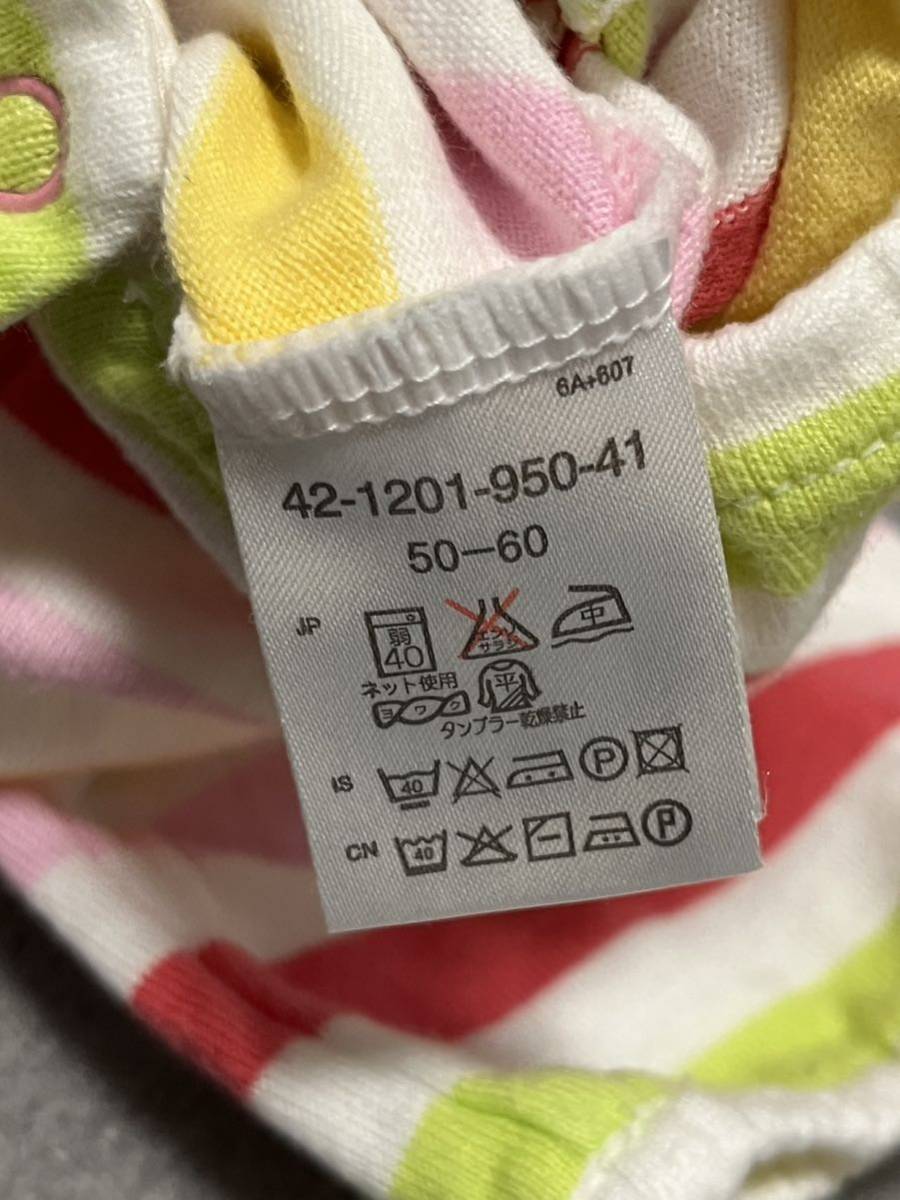 6A+607
42-1201-950-41
50-60
JP
弱
40
エンソ
サラシ
中
ネット使用
ヨワク
平
タンブラー乾燥禁止
IS
40
P
CN
40
P